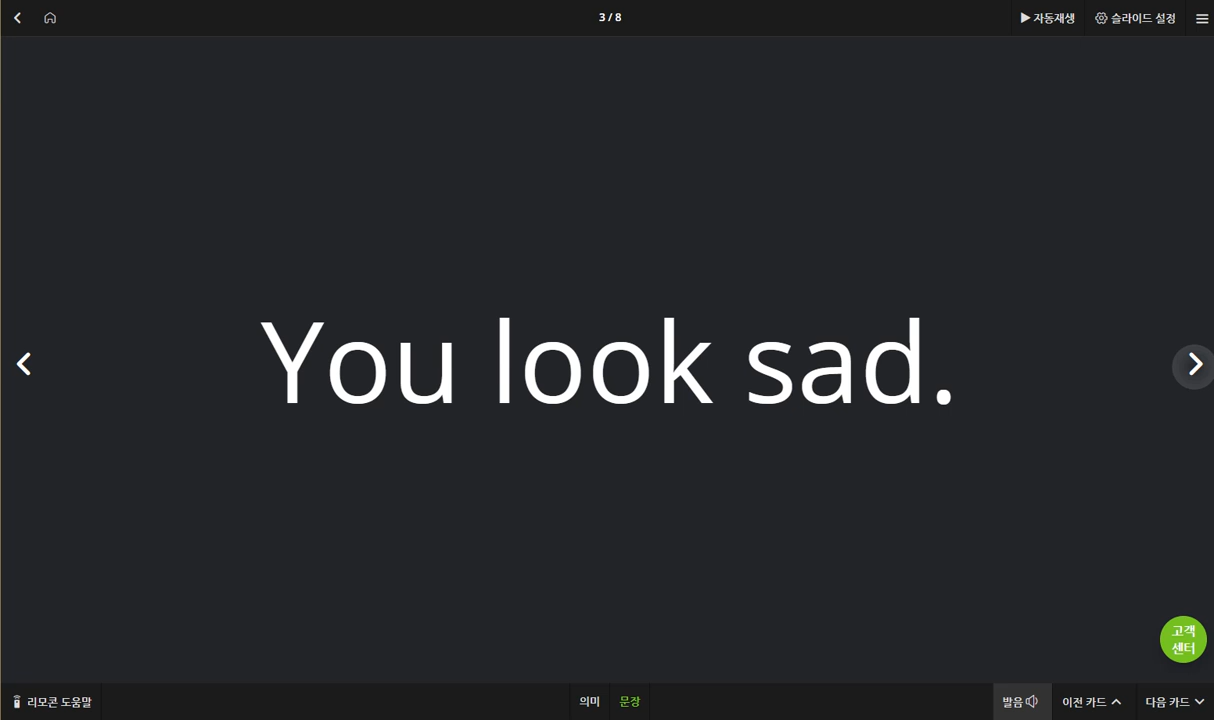 3 / 8
자동재생
슬라이드 설정
You look sad.
고객
센터
리모콘 도움말
의미
문장
발음
이전 카드
다음 카드